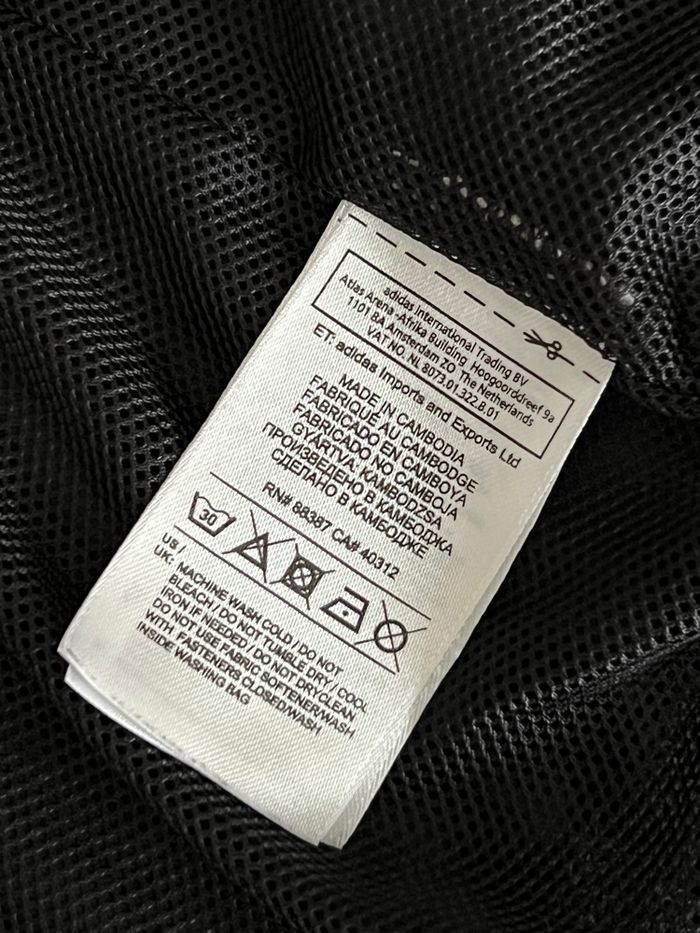 adidas International Trading BV
Atlas Arena -Afrika Building Hoogoorddreef 9a
1101 BA Amsterdam ZO The Netherlands
VAT NO. NL 8073.01.322.B.01
ET: adidas Imports and Exports Ltd
MADE IN CAMBODIA
FABRIQUE AU CAMBODGE
FABRICADO EN CAMBOYA
FABRICADO NO CAMBOJA
GYÁRTVA: KAMBODZSA
ПРОИЗВЕДЕНО В КАМБОДЖА
СДЕЛАНО В КАМБОДЖЕ
RN# 88387 CA# 40312
30
US /
UK: MACHINE WASH COLD / DO NOT
BLEACH / DO NOT TUMBLE DRY / COOL
IRON IF NEEDED / DO NOT DRYCLEAN
DO NOT USE FABRIC SOFTENER/WASH
WITH FASTENERS CLOSED/WASH
INSIDE WASHING BAG